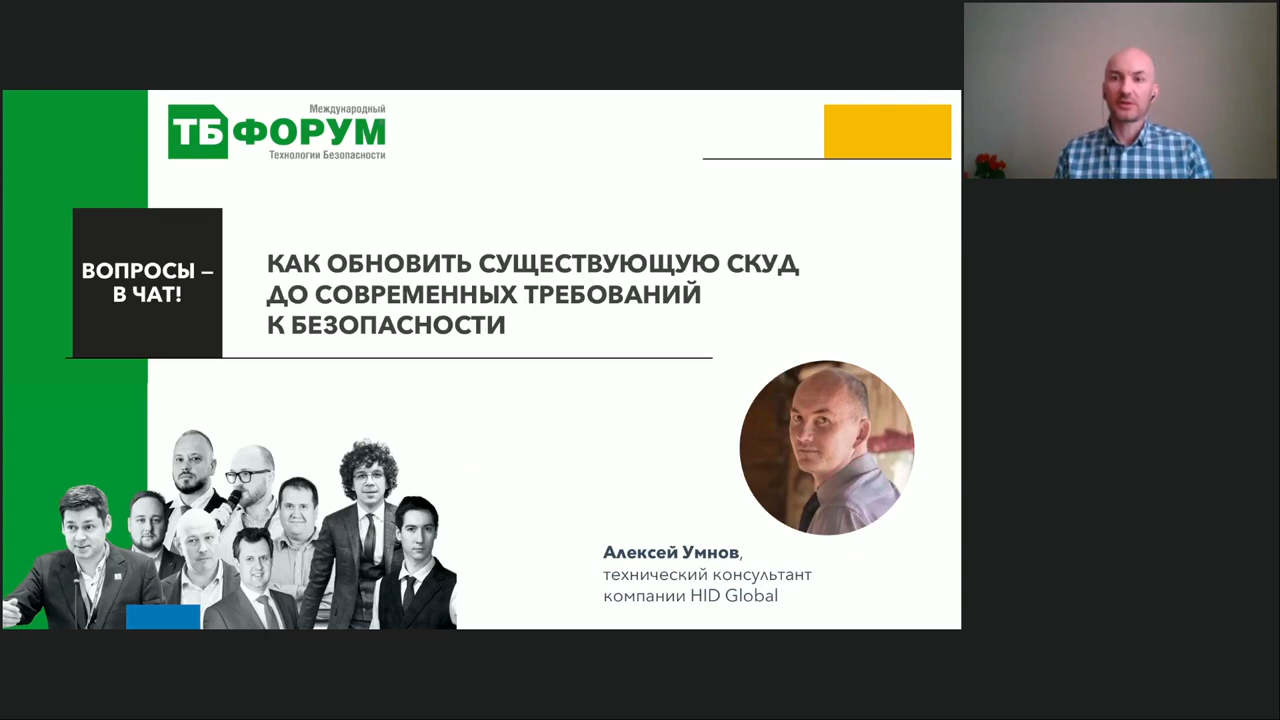 Международный
ТБ ФОРУМ
Технологии Безопасности
ВОПРОСЫ –
В ЧАТ!
КАК ОБНОВИТЬ СУЩЕСТВУЮЩУЮ СКУД
ДО СОВРЕМЕННЫХ ТРЕБОВАНИЙ
К БЕЗОПАСНОСТИ
Алексей Умнов,
технический консультант
компании HID Global